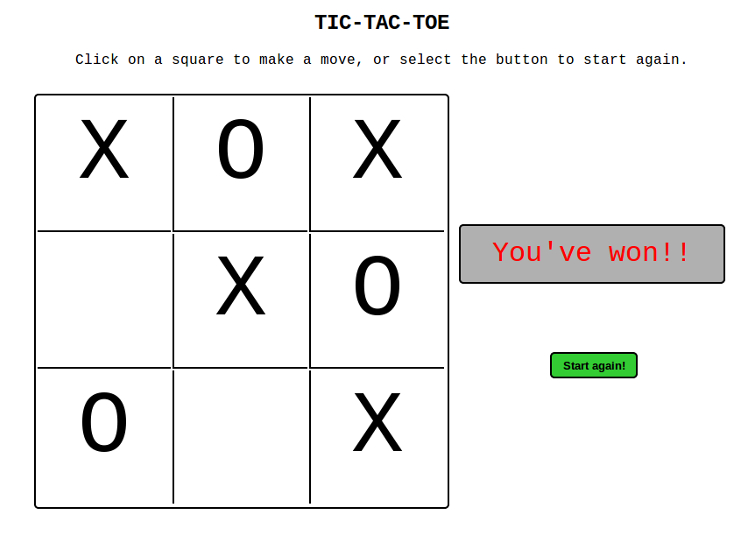 TIC-TAC-TOE
Click on a square to make a move, or select the button to start again.
X O X
X O
You've won!!
Start again!
O X